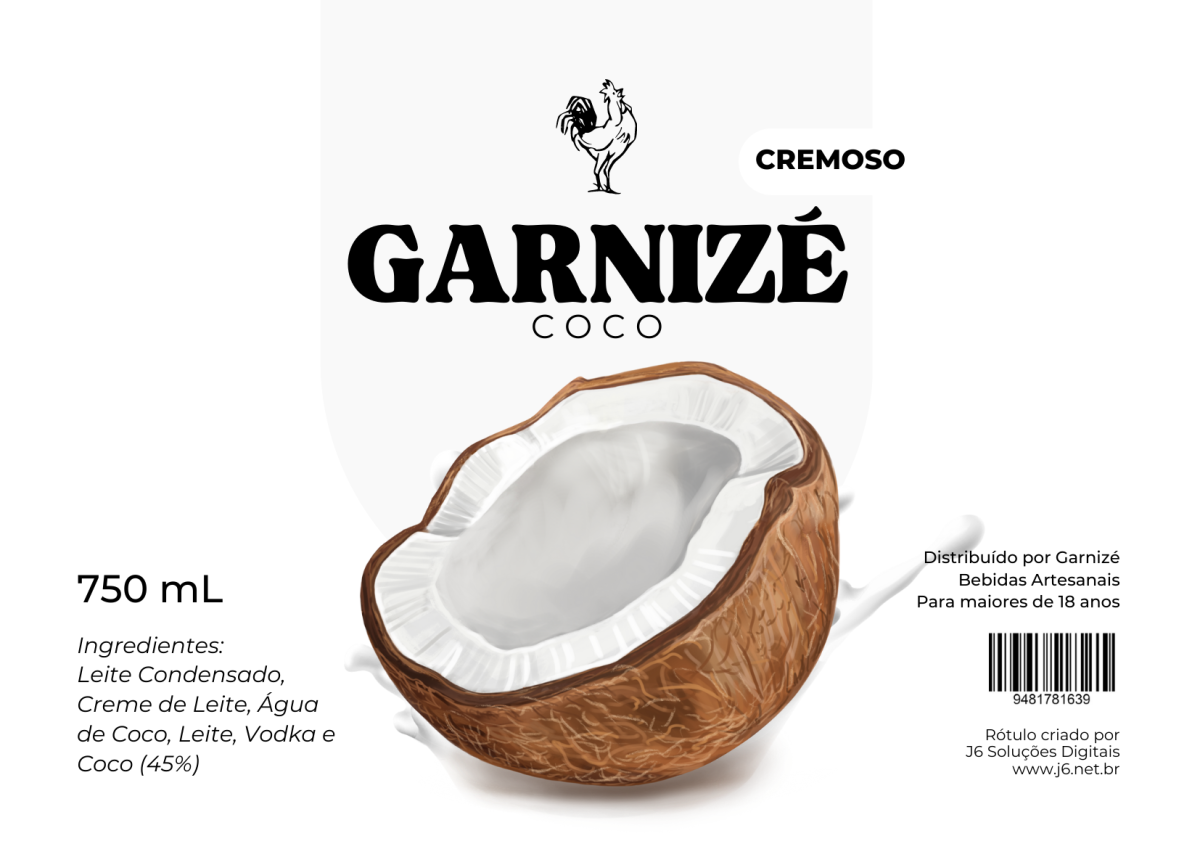 CREMOSO
GARNIZÉ
COCO
750 mL
Ingredientes:
Leite Condensado,
Creme de Leite, Água
de Coco, Leite, Vodka e
Coco (45%)
Distribuído por Garnizé
Bebidas Artesanais
Para maiores de 18 anos
9481781639
Rótulo criado por
J6 Soluções Digitais
www.j6.net.br